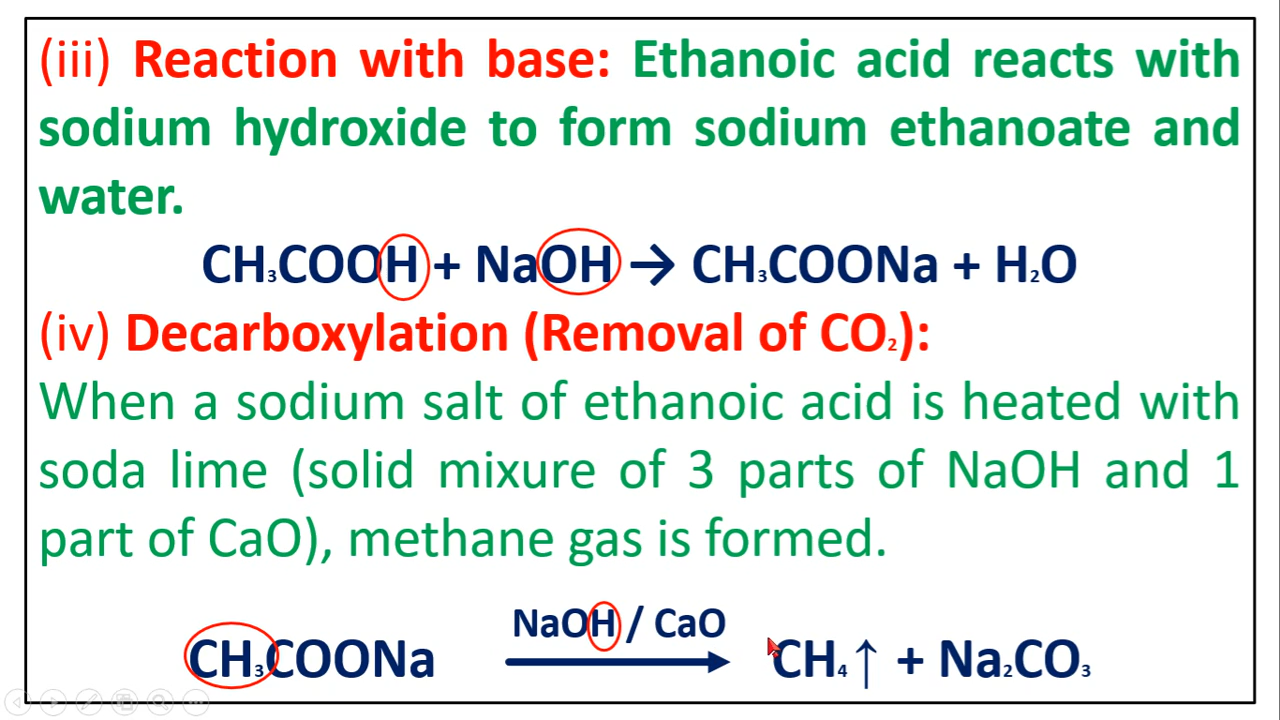 (iii) Reaction with base: Ethanoic acid reacts with
sodium hydroxide to form sodium ethanoate and
water.
CH₃COOH + NaOH → CH₃COONa + H₂O
(iv) Decarboxylation (Removal of CO₂):
When a sodium salt of ethanoic acid is heated with
soda lime (solid mixure of 3 parts of NaOH and 1
part of CaO), methane gas is formed.
NaOH / CaO
CH₃COONa ⟶ CH₄↑ + Na₂CO₃